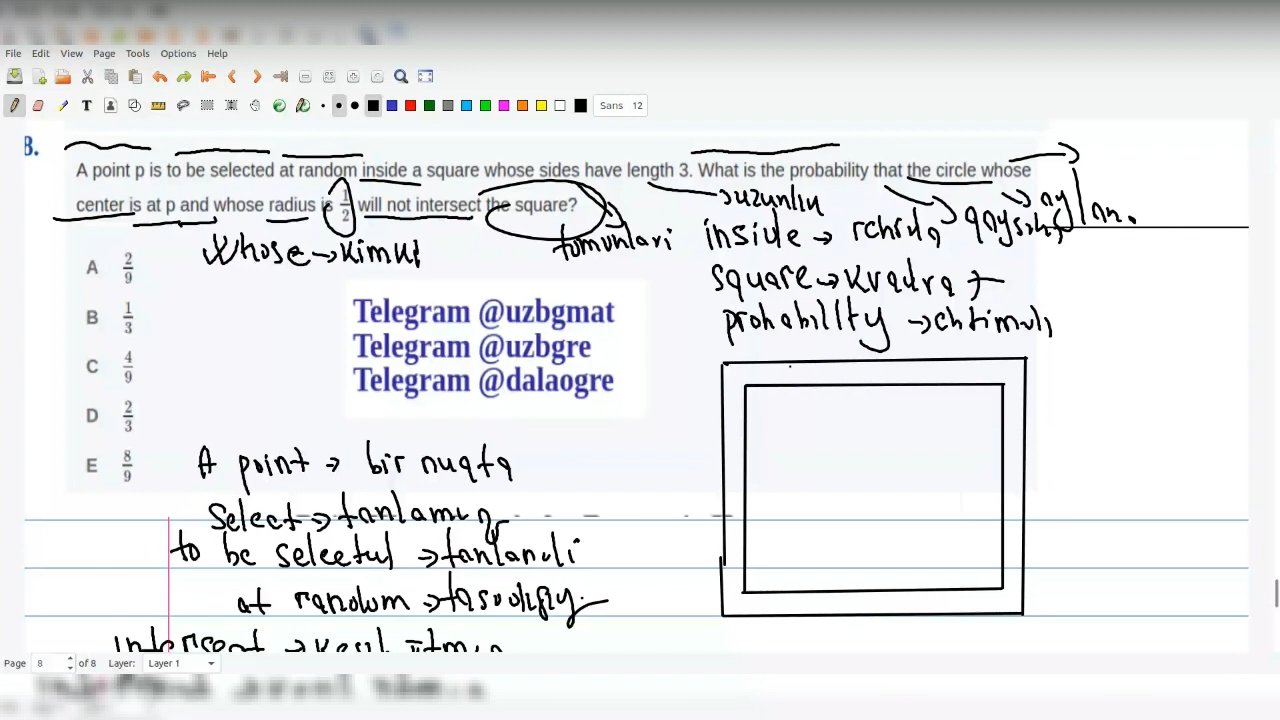 File Edit View Page Tools Options Help
Sans 12
8.
A point p is to be selected at random inside a square whose sides have length 3. What is the probability that the circle whose
center is at p and whose radius is 1/2 will not intersect the square?
A 2/9
B 1/3
C 4/9
D 2/3
E 8/9
whose → kimni
→ uzunlik
tomonlari
inside →
square → kvadrat
probability →
Telegram @uzbgmat
Telegram @uzbgre
Telegram @dalaogre
A point → bir nuqta
Select → tanlamoq
to be selected → tanlandi
at random →
intersect →
Page 8 of 8 Layer: Layer 1